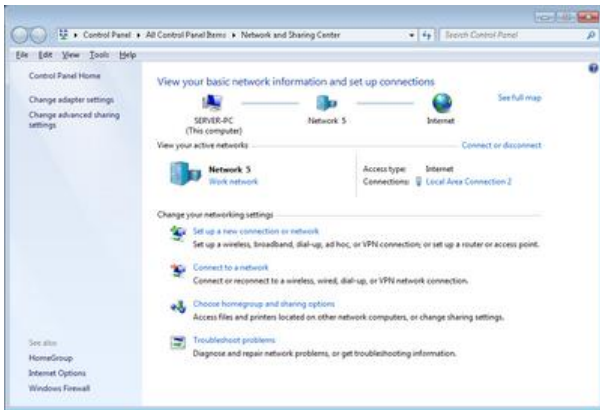 Control Panel ▸ All Control Panel Items ▸ Network and Sharing Center
Search Control Panel
File Edit View Tools Help
Control Panel Home
Change adapter settings
Change advanced sharing
settings
See also
HomeGroup
Internet Options
Windows Firewall
View your basic network information and set up connections
SERVER-PC
(This computer)
Network 5
Internet
See full map
View your active networks
Connect or disconnect
Network 5
Work network
Access type: Internet
Connections: Local Area Connection 2
Change your networking settings
Set up a new connection or network
Set up a wireless, broadband, dial-up, ad hoc, or VPN connection; or set up a router or access point.
Connect to a network
Connect or reconnect to a wireless, wired, dial-up, or VPN network connection.
Choose homegroup and sharing options
Access files and printers located on other network computers, or change sharing settings.
Troubleshoot problems
Diagnose and repair network problems, or get troubleshooting information.